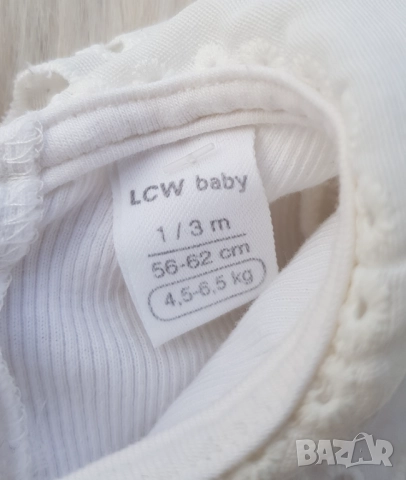 LCW baby
1 / 3 m
56-62 cm
4,5-6,5 kg
BAZAR